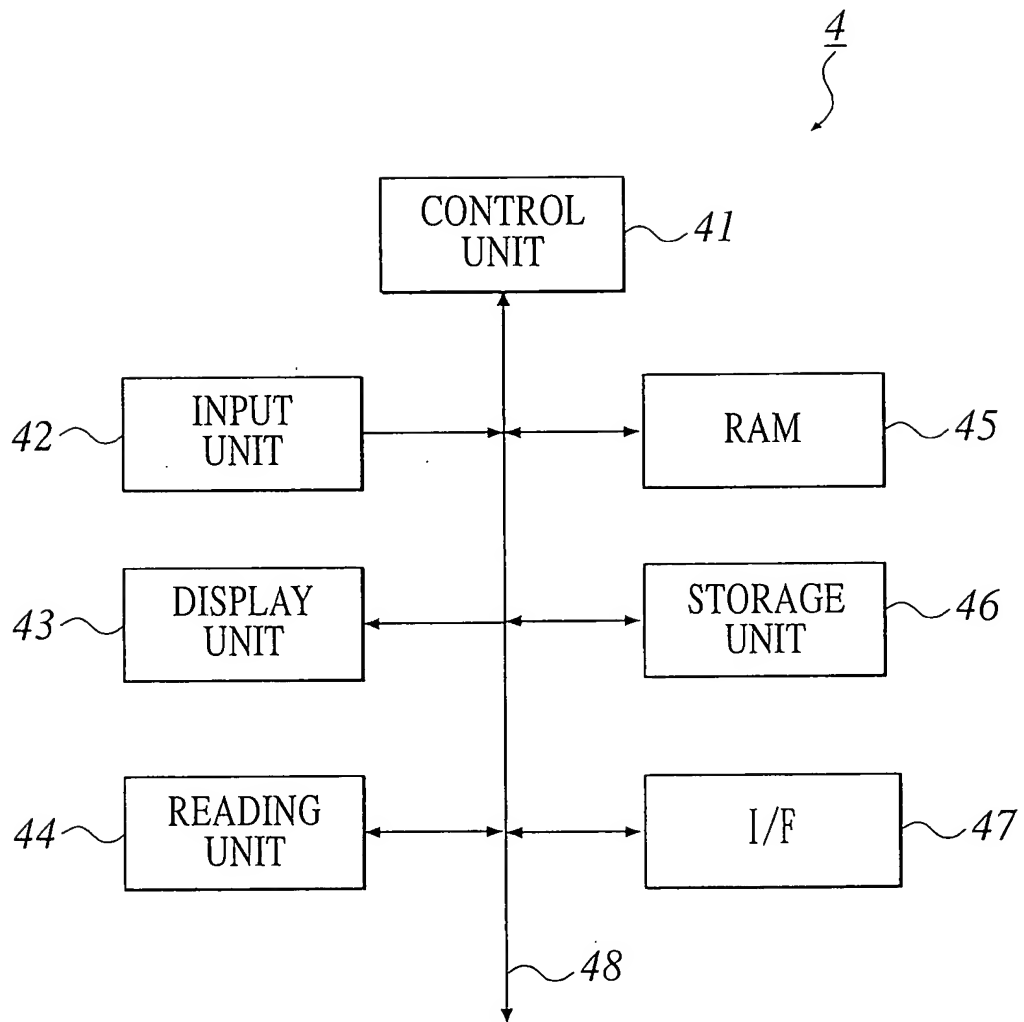 4
CONTROL
UNIT
41
42
INPUT
UNIT
RAM
45
43
DISPLAY
UNIT
STORAGE
UNIT
46
44
READING
UNIT
I/F
47
48